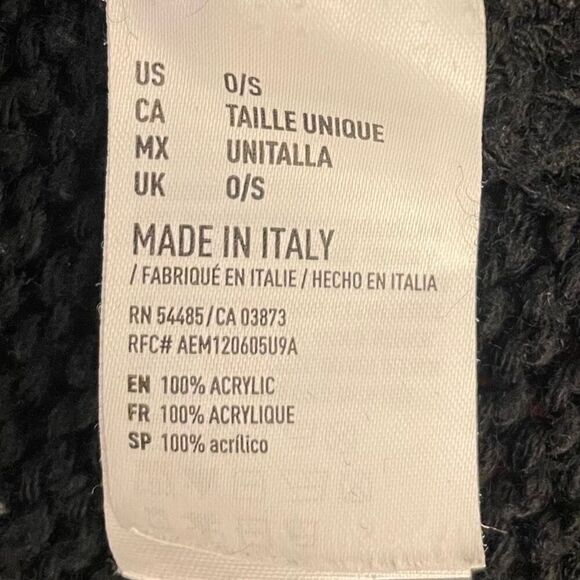 US O/S
CA TAILLE UNIQUE
MX UNITALLA
UK O/S
MADE IN ITALY
/ FABRIQUÉ EN ITALIE / HECHO EN ITALIA
RN 54485 / CA 03873
RFC# AEM120605U9A
EN 100% ACRYLIC
FR 100% ACRYLIQUE
SP 100% acrílico